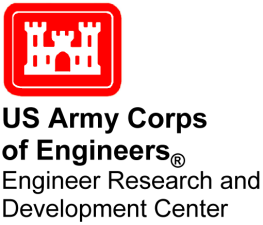 US Army Corps
of Engineers®
Engineer Research and
Development Center